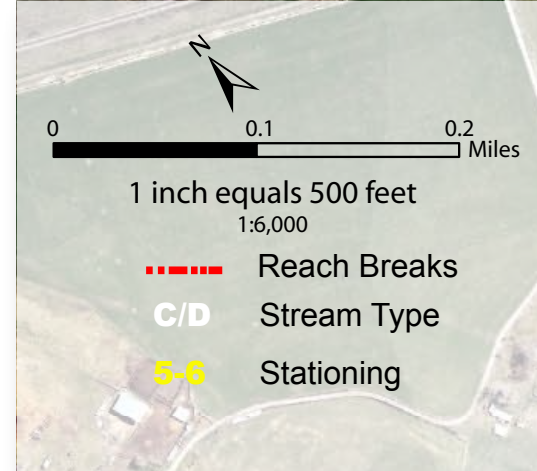 N
0 0.1 0.2
Miles
1 inch equals 500 feet
1:6,000
Reach Breaks
C/D Stream Type
5-6 Stationing